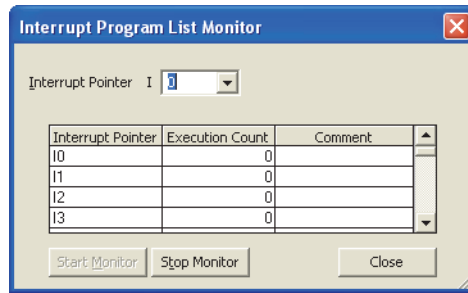 Interrupt Program List Monitor
Interrupt Pointer I 0
Interrupt Pointer Execution Count Comment
I0 0
I1 0
I2 0
I3 0
Start Monitor Stop Monitor Close